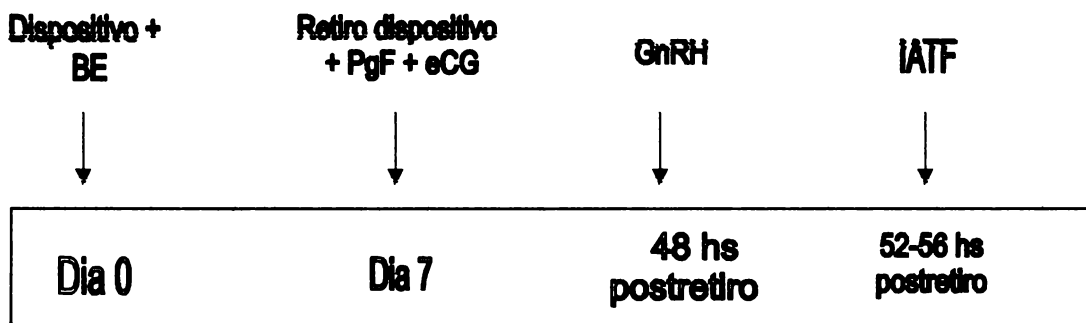 Dispositivo +
BE
Retiro dispositivo
+ PgF + eCG
GnRH
IATF
Dia 0
Dia 7
48 hs
postretiro
52-56 hs
postretiro